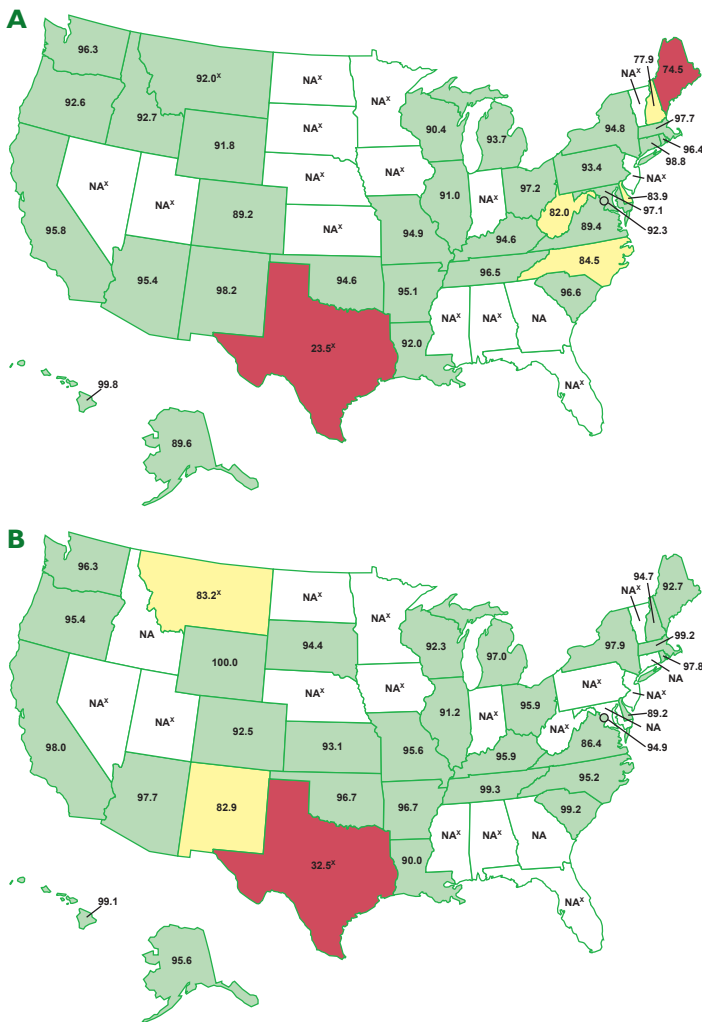 A
96.3
92.0x
NAx
NAx
77.9
NAx
74.5
92.6
92.7
NAx
90.4
93.7
94.8
97.7
96.4
98.8
91.8
NAx
93.4
NAx
NAx
NAx
NAx
89.2
NAx
91.0
NAx
97.2
82.0
83.9
97.1
92.3
89.4
95.8
94.9
94.6
95.4
98.2
94.6
95.1
96.5
84.5
96.6
NAx
NAx
NA
23.5x
92.0
NAx
99.8
89.6
B
96.3
83.2x
NAx
NAx
94.7
NAx
92.7
95.4
NA
94.4
92.3
97.0
97.9
99.2
97.8
NA
100.0
NAx
NAx
NAx
NAx
NAx
NAx
92.5
93.1
91.2
NAx
95.9
NAx
89.2
NA
94.9
86.4
98.0
95.6
95.9
97.7
82.9
96.7
96.7
99.3
95.2
99.2
NAx
NAx
NA
32.5x
90.0
NAx
99.1
95.6